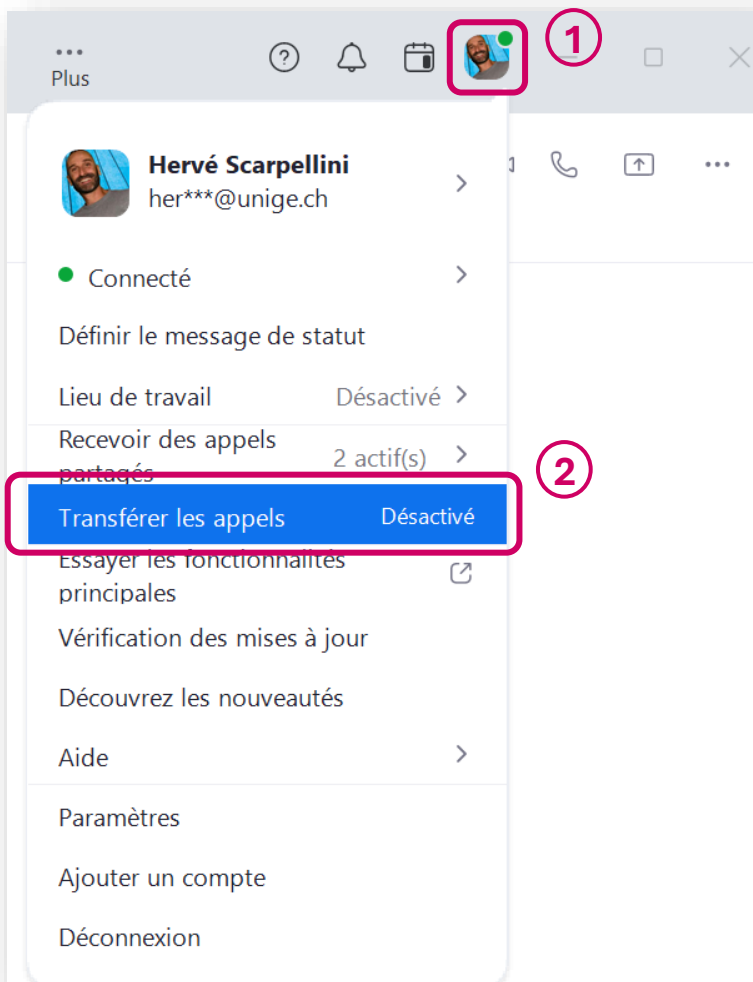 1
Plus
Hervé Scarpellini
her***@unige.ch
Connecté
Définir le message de statut
Lieu de travail Désactivé
Recevoir des appels
partagés 2 actif(s)
2
Transférer les appels Désactivé
Essayer les fonctionnalités
principales
Vérification des mises à jour
Découvrez les nouveautés
Aide
Paramètres
Ajouter un compte
Déconnexion